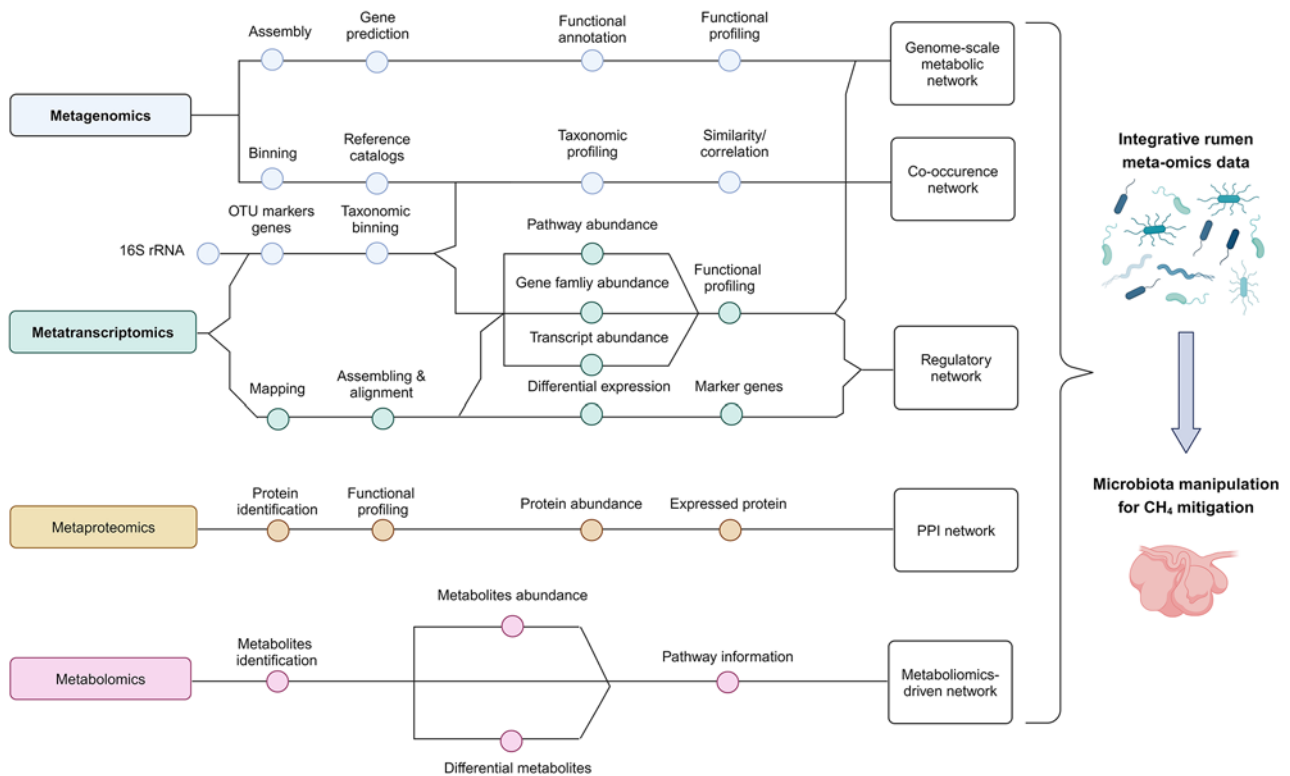 Assembly
Gene
prediction
Functional
annotation
Functional
profiling
Genome-scale
metabolic
network
Metagenomics
Binning
Reference
catalogs
Taxonomic
profiling
Similarity/
correlation
Co-occurence
network
Integrative rumen
meta-omics data
16S rRNA
OTU markers
genes
Taxonomic
binning
Pathway abundance
Gene famliy abundance
Transcript abundance
Functional
profiling
Metatranscriptomics
Mapping
Assembling &
alignment
Differential expression
Marker genes
Regulatory
network
Microbiota manipulation
for CH₄ mitigation
Metaproteomics
Protein
identification
Functional
profiling
Protein abundance
Expressed protein
PPI network
Metabolomics
Metabolites
identification
Metabolites abundance
Differential metabolites
Pathway information
Metaboliomics-
driven network